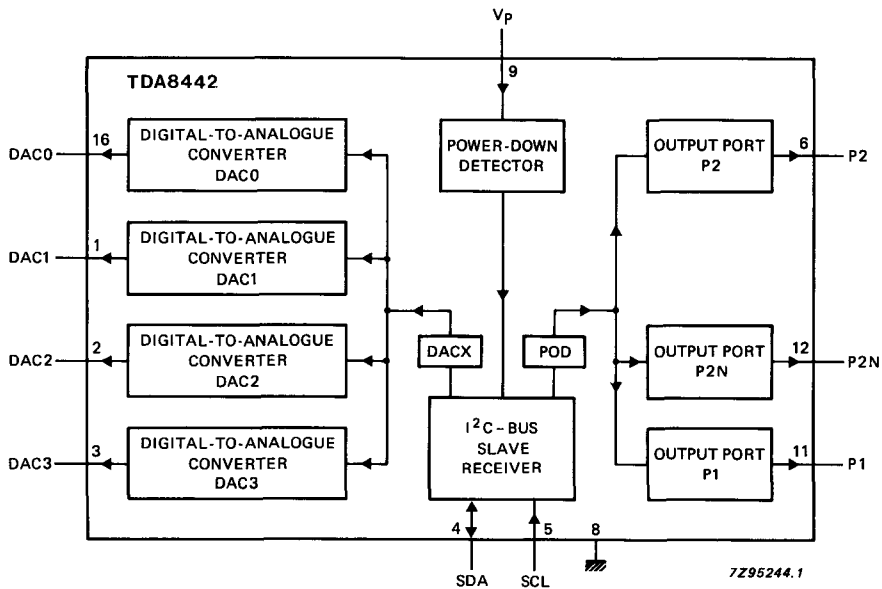 Vp
9
TDA8442
DAC0
16
DIGITAL-TO-ANALOGUE
CONVERTER
DAC0
POWER-DOWN
DETECTOR
OUTPUT PORT
P2
6
P2
DAC1
1
DIGITAL-TO-ANALOGUE
CONVERTER
DAC1
DAC2
2
DIGITAL-TO-ANALOGUE
CONVERTER
DAC2
DACX
POD
OUTPUT PORT
P2N
12
P2N
DAC3
3
DIGITAL-TO-ANALOGUE
CONVERTER
DAC3
I²C-BUS
SLAVE
RECEIVER
OUTPUT PORT
P1
11
P1
4
5
8
SDA
SCL
7Z95244.1